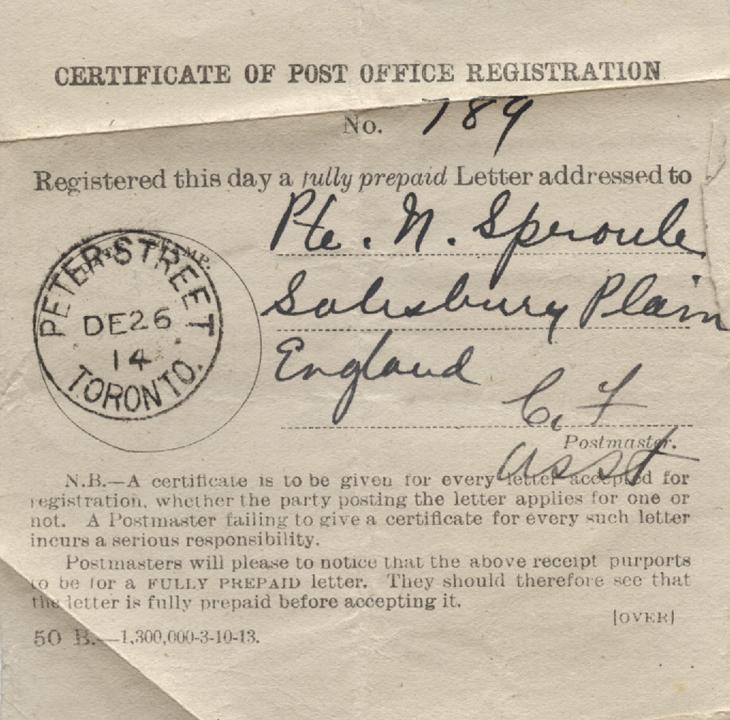 CERTIFICATE OF POST OFFICE REGISTRATION
No. 789
Registered this day a fully prepaid Letter addressed to
Pte. N. Sproule
Salesbury Plain
England
PETER STREET
DE 26
14
TORONTO.
C. F
Postmaster.
asst
N.B.—A certificate is to be given for every letter accepted for
registration, whether the party posting the letter applies for one or
not. A Postmaster failing to give a certificate for every such letter
incurs a serious responsibility.
Postmasters will please to notice that the above receipt purports
to be for a FULLY PREPAID letter. They should therefore see that
the letter is fully prepaid before accepting it.
[OVER]
50 B.—1,300,000-3-10-13.